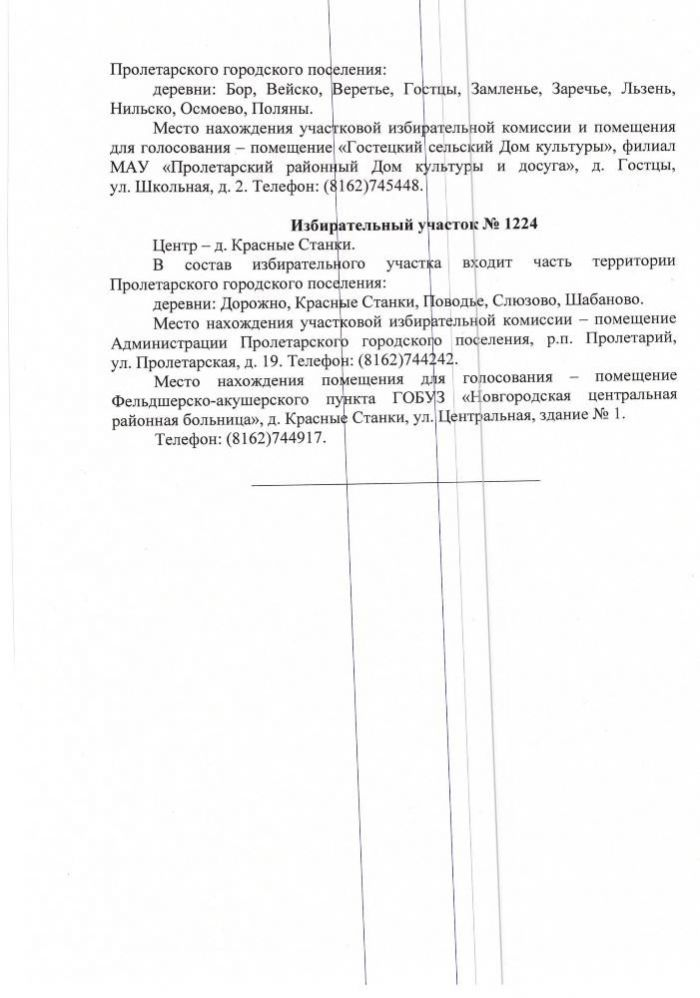 Пролетарского городского поселения:
деревни: Бор, Вейско, Веретье, Гостцы, Замленье, Заречье, Льзень,
Нильско, Осмоево, Поляны.
Место нахождения участковой избирательной комиссии и помещения
для голосования – помещение «Гостецкий сельский Дом культуры», филиал
МАУ «Пролетарский районный Дом культуры и досуга», д. Гостцы,
ул. Школьная, д. 2. Телефон: (8162)745448.
Избирательный участок № 1224
Центр – д. Красные Станки.
В состав избирательного участка входит часть территории
Пролетарского городского поселения:
деревни: Дорожно, Красные Станки, Поводье, Слюзово, Шабаново.
Место нахождения участковой избирательной комиссии – помещение
Администрации Пролетарского городского поселения, р.п. Пролетарий,
ул. Пролетарская, д. 19. Телефон: (8162)744242.
Место нахождения помещения для голосования – помещение
Фельдшерско-акушерского пункта ГОБУЗ «Новгородская центральная
районная больница», д. Красные Станки, ул. Центральная, здание № 1.
Телефон: (8162)744917.